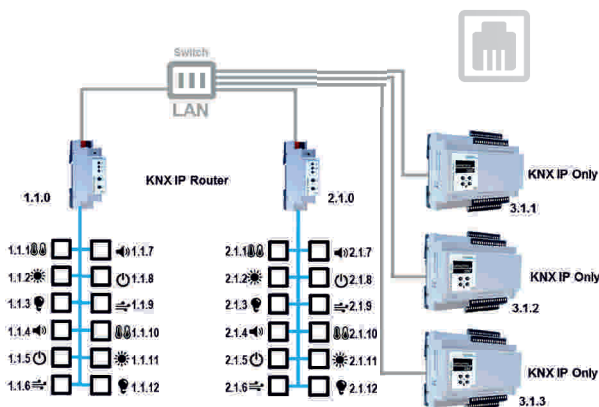 Switch
LAN
1.1.0
KNX IP Router
2.1.0
KNX IP Only
3.1.1
KNX IP Only
3.1.2
KNX IP Only
3.1.3
1.1.1 1.1.7
1.1.2 1.1.8
1.1.3 1.1.9
1.1.4 1.1.10
1.1.5 1.1.11
1.1.6 1.1.12
2.1.1 2.1.7
2.1.2 2.1.8
2.1.3 2.1.9
2.1.4 2.1.10
2.1.5 2.1.11
2.1.6 2.1.12